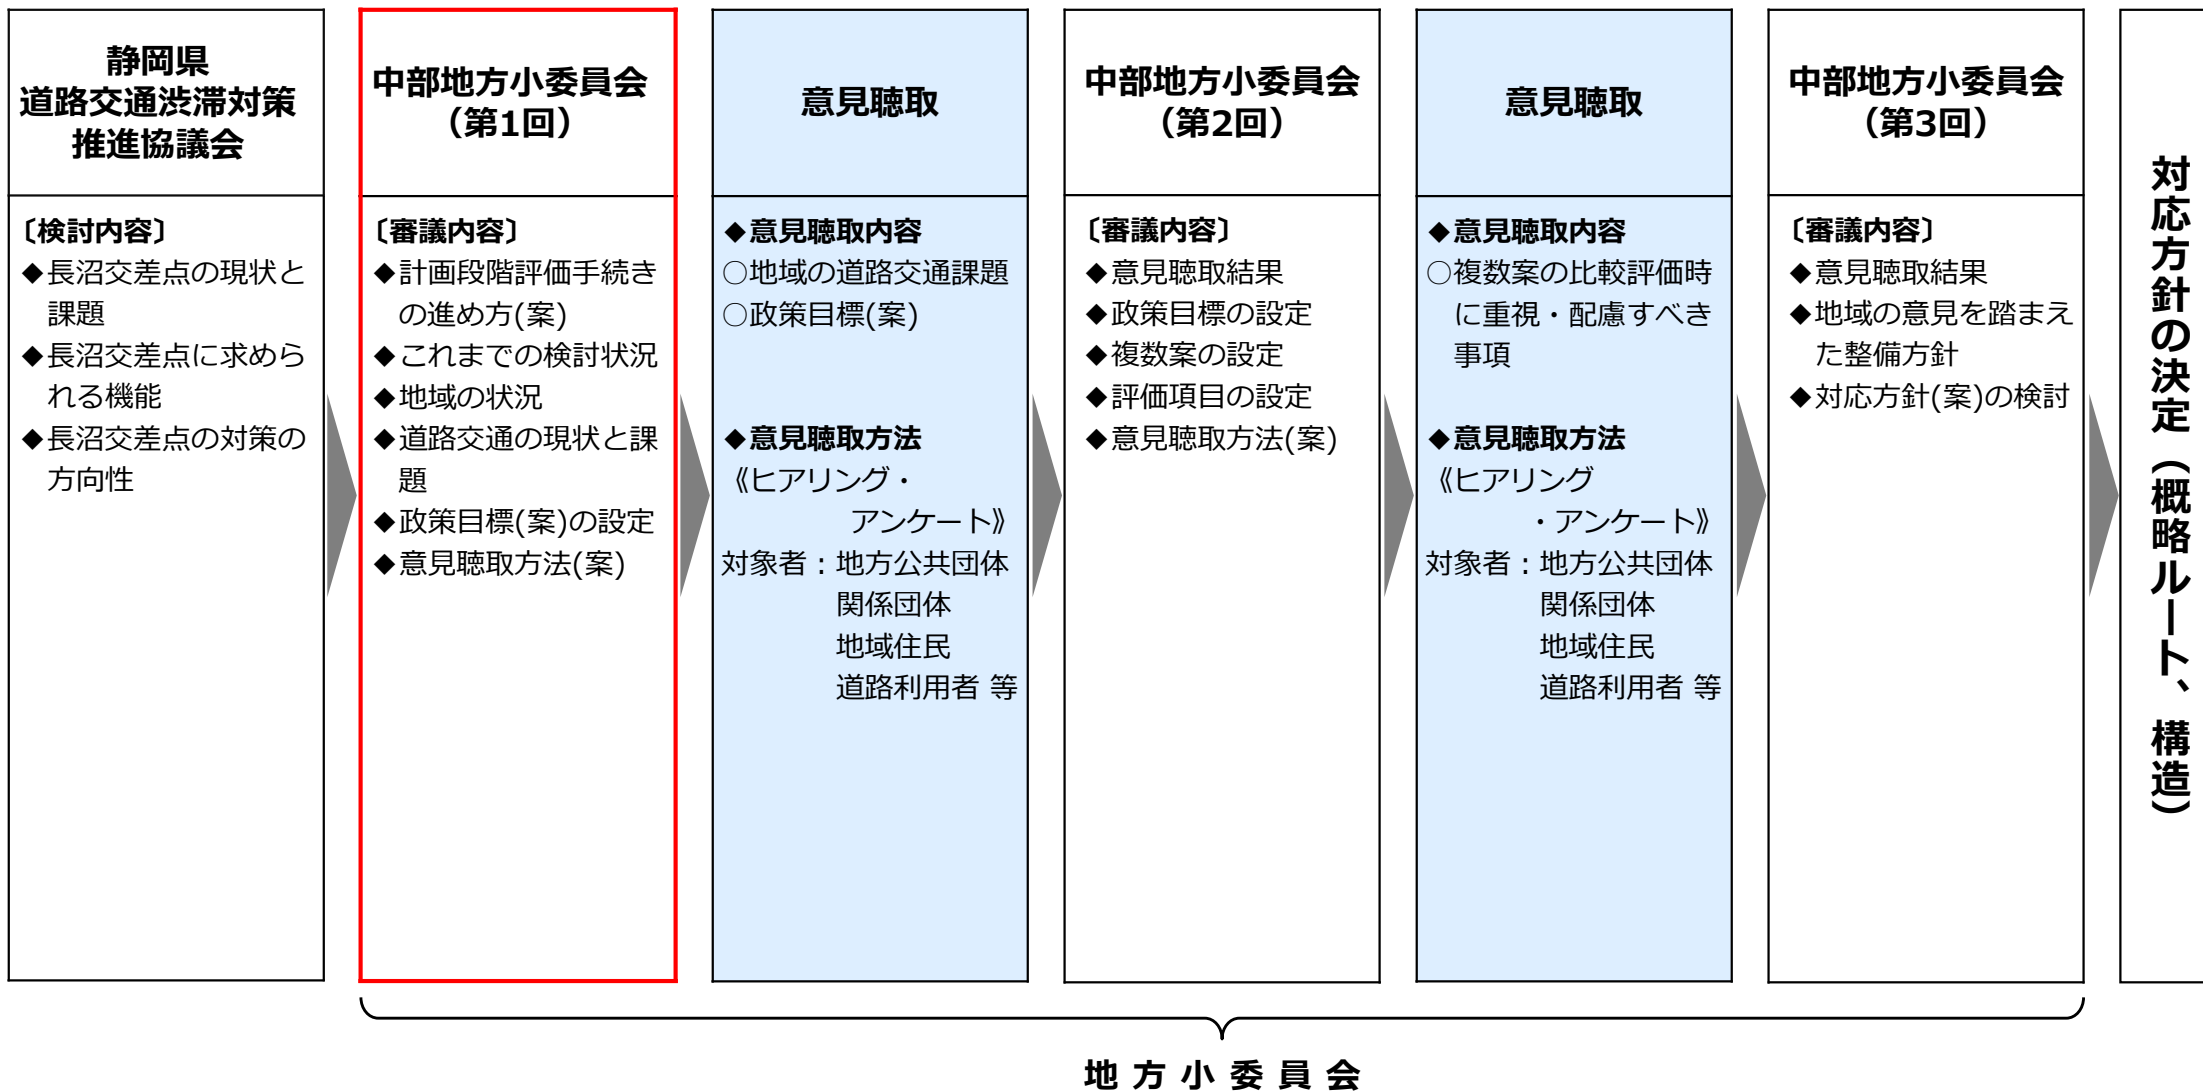 静岡県
道路交通渋滞対策
推進協議会
〔検討内容〕
◆長沼交差点の現状と
課題
◆長沼交差点に求めら
れる機能
◆長沼交差点の対策の
方向性
中部地方小委員会
（第1回）
〔審議内容〕
◆計画段階評価手続き
の進め方(案)
◆これまでの検討状況
◆地域の状況
◆道路交通の現状と課
題
◆政策目標(案)の設定
◆意見聴取方法(案)
意見聴取
◆意見聴取内容
○地域の道路交通課題
○政策目標(案)
◆意見聴取方法
《ヒアリング・
アンケート》
対象者：地方公共団体
関係団体
地域住民
道路利用者 等
中部地方小委員会
（第2回）
〔審議内容〕
◆意見聴取結果
◆政策目標の設定
◆複数案の設定
◆評価項目の設定
◆意見聴取方法(案)
意見聴取
◆意見聴取内容
○複数案の比較評価時
に重視・配慮すべき
事項
◆意見聴取方法
《ヒアリング
・アンケート》
対象者：地方公共団体
関係団体
地域住民
道路利用者 等
中部地方小委員会
（第3回）
〔審議内容〕
◆意見聴取結果
◆地域の意見を踏まえ
た整備方針
◆対応方針(案)の検討
対応方針の決定（概略ルート、構造）
地方小委員会